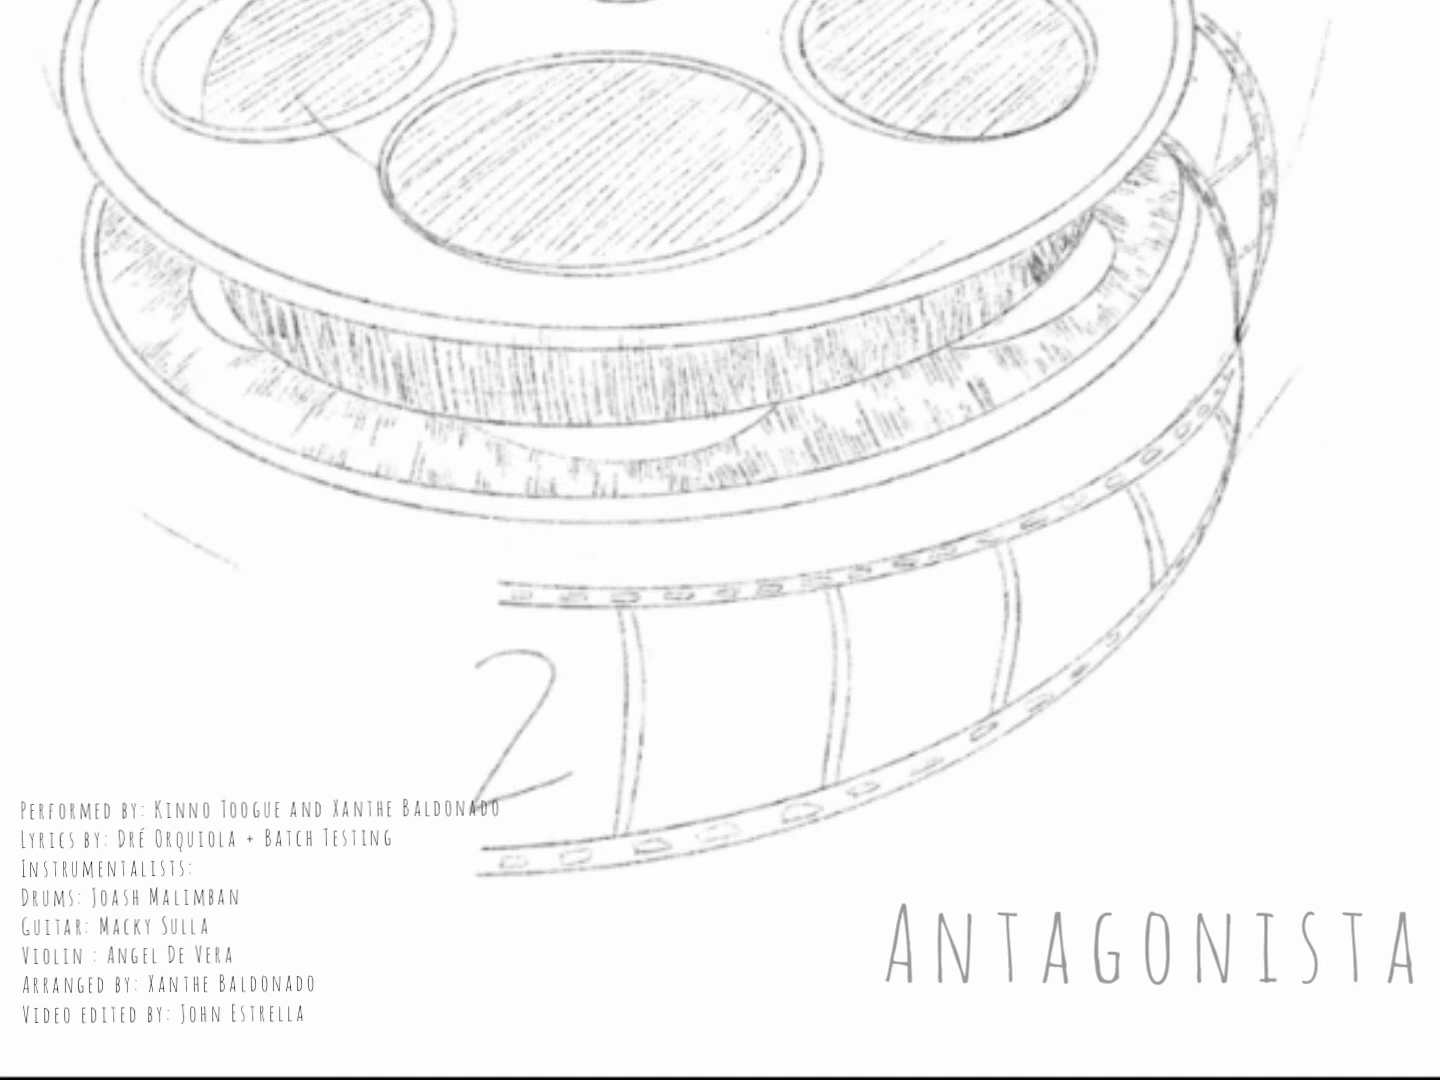 2
Performed by: Kinno Toogue and Xanthe Baldonado
Lyrics by: Dré Orquiola + Batch Testing
Instrumentalists:
Drums: Joash Malimban
Guitar: Macky Sulla
Violin : Angel De Vera
Arranged by: Xanthe Baldonado
Video edited by: John Estrella
Antagonista